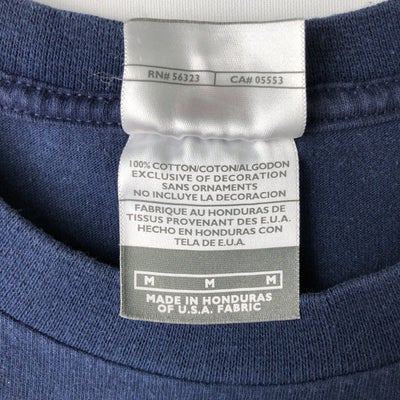 RN# 56323 CA# 05553
100% COTTON/COTON/ALGODON
EXCLUSIVE OF DECORATION
SANS ORNAMENTS
NO INCLUYE LA DECORACION
FABRIQUE AU HONDURAS DE
TISSUS PROVENANT DES E.U.A.
HECHO EN HONDURAS CON
TELA DE E.U.A.
M M M
MADE IN HONDURAS
OF U.S.A. FABRIC